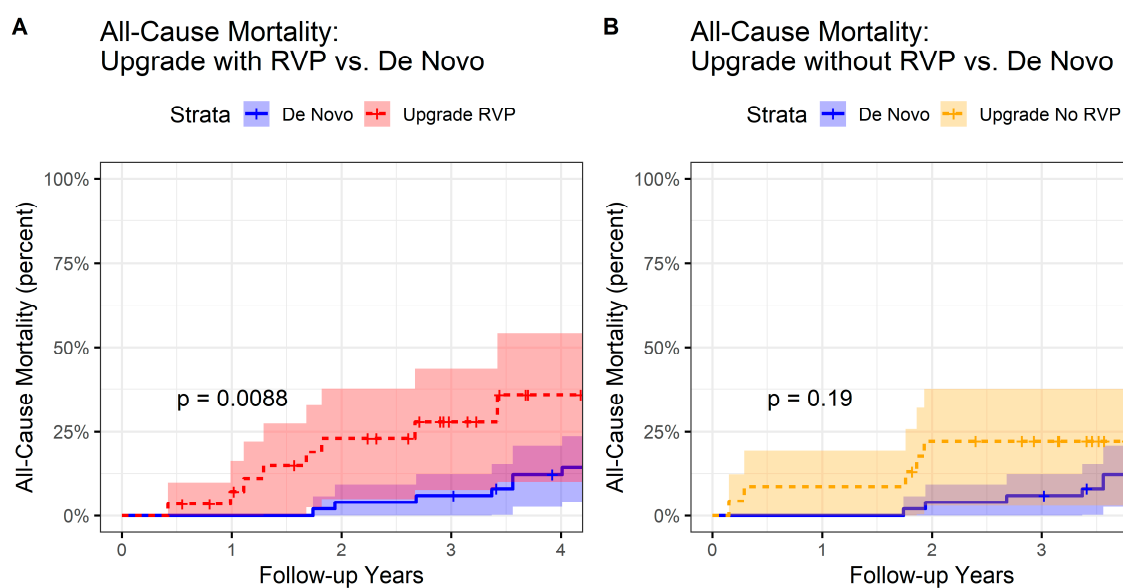 A
All-Cause Mortality:
Upgrade with RVP vs. De Novo
Strata De Novo Upgrade RVP
100%
75%
50%
25%
0%
All-Cause Mortality (percent)
p = 0.0088
0 1 2 3 4
Follow-up Years
B
All-Cause Mortality:
Upgrade without RVP vs. De Novo
Strata De Novo Upgrade No RVP
100%
75%
50%
25%
0%
All-Cause Mortality (percent)
p = 0.19
0 1 2 3
Follow-up Years